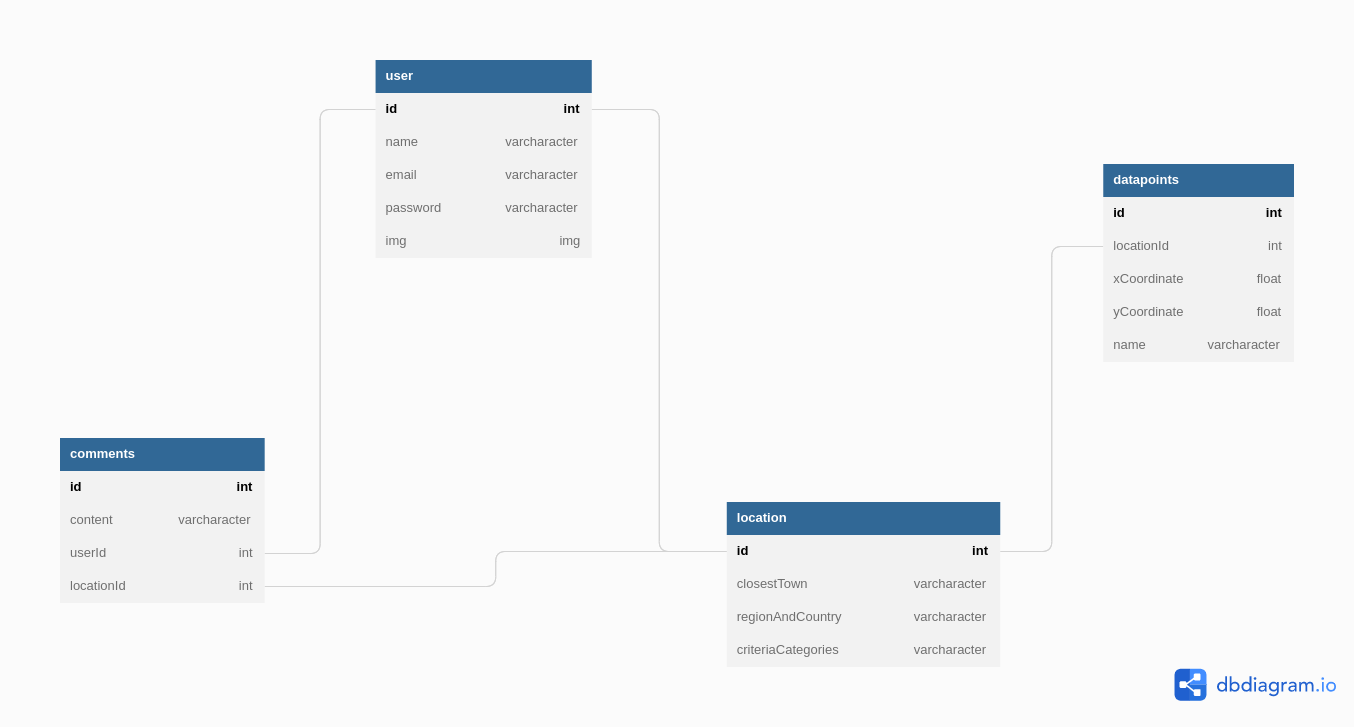 user
id int
name varcharacter
email varcharacter
password varcharacter
img img
datapoints
id int
locationId int
xCoordinate float
yCoordinate float
name varcharacter
comments
id int
content varcharacter
userId int
locationId int
location
id int
closestTown varcharacter
regionAndCountry varcharacter
criteriaCategories varcharacter
dbdiagram.io